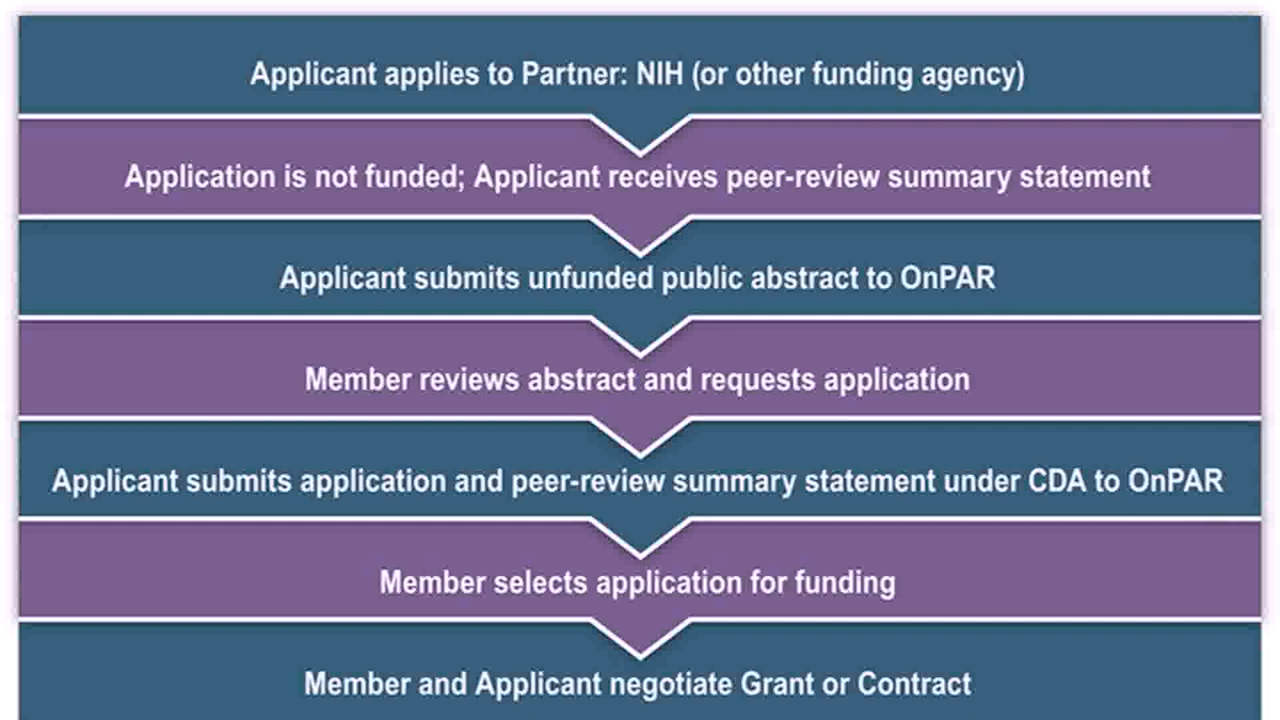 Applicant applies to Partner: NIH (or other funding agency)
Application is not funded; Applicant receives peer-review summary statement
Applicant submits unfunded public abstract to OnPAR
Member reviews abstract and requests application
Applicant submits application and peer-review summary statement under CDA to OnPAR
Member selects application for funding
Member and Applicant negotiate Grant or Contract